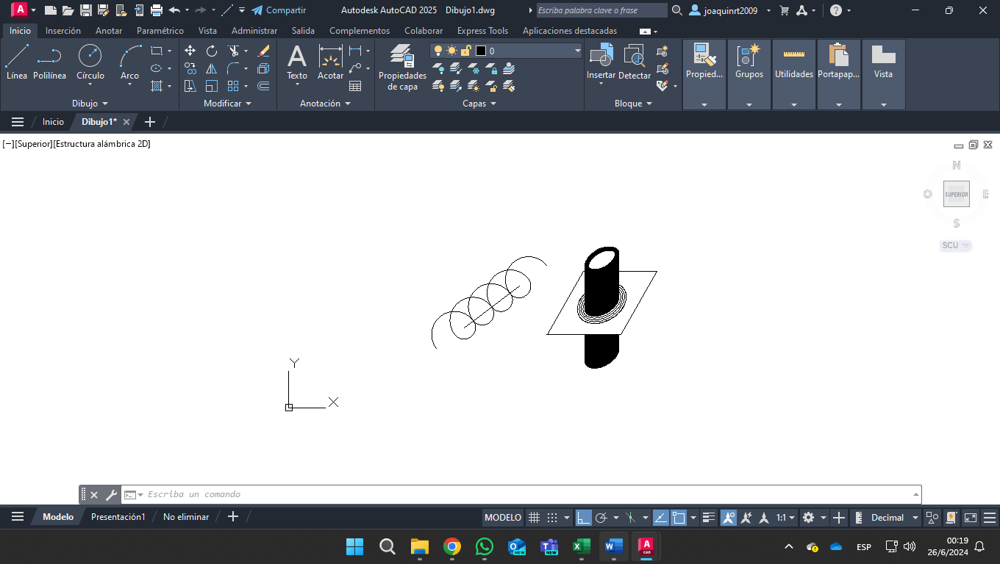 A Compartir Autodesk AutoCAD 2025 Dibujo1.dwg Escriba palabra clave o frase joaquinrt2009
Inicio Inserción Anotar Paramétrico Vista Administrar Salida Complementos Colaborar Express Tools Aplicaciones destacadas
0
Línea Polilínea Círculo Arco Texto Acotar Propiedades de capa Insertar Detectar Propied... Grupos Utilidades Portapap... Vista
Dibujo Modificar Anotación Capas Bloque
Inicio Dibujo1* +
[−][Superior][Estructura alámbrica 2D]
N
O SUPERIOR E
S
SCU
Y
X
Escriba un comando
Modelo Presentación1 No eliminar + MODELO 1:1 Decimal
NEW NEW A CAD ESP 00:19
26/6/2024